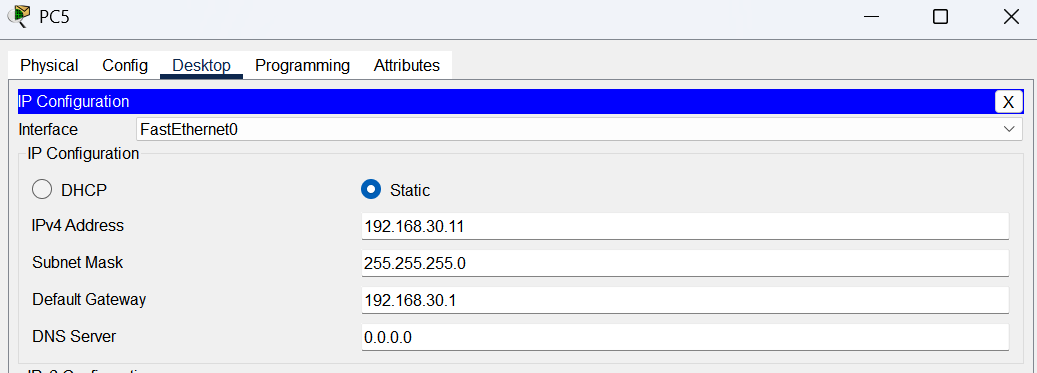 PC5
Physical Config Desktop Programming Attributes
IP Configuration X
Interface FastEthernet0
IP Configuration
DHCP Static
IPv4 Address 192.168.30.11
Subnet Mask 255.255.255.0
Default Gateway 192.168.30.1
DNS Server 0.0.0.0